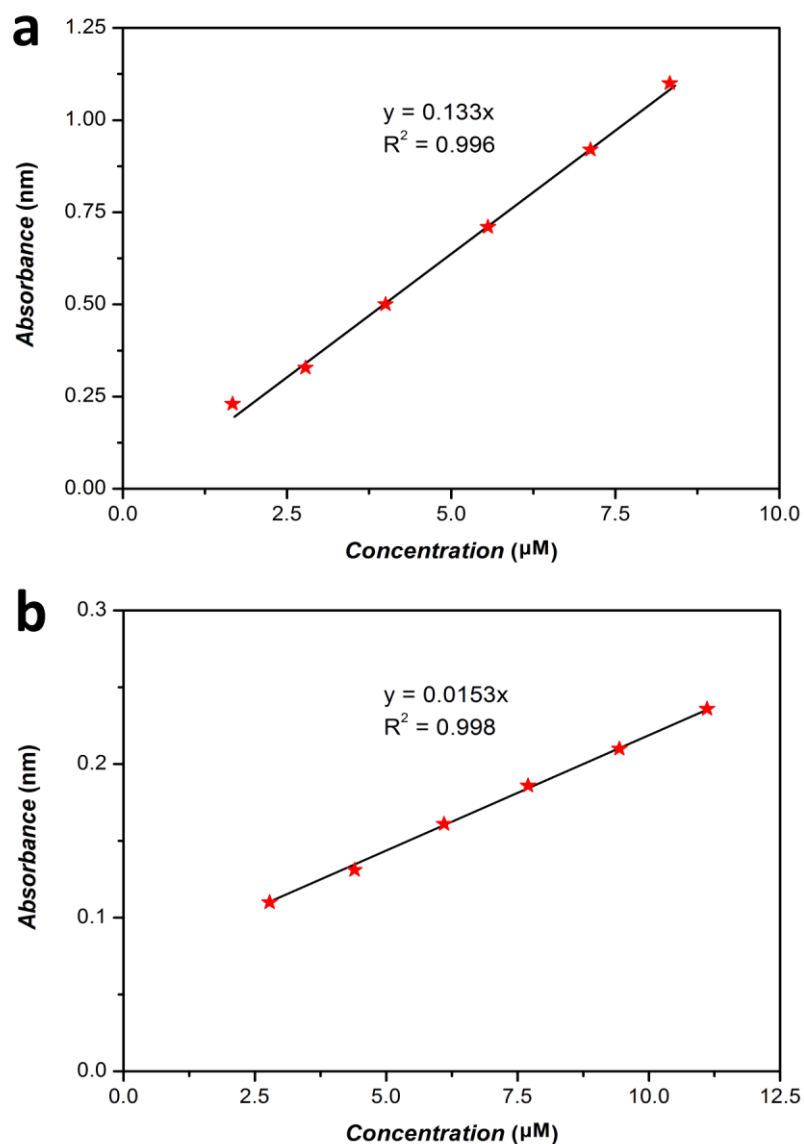 a
1.25
1.00
0.75
0.50
0.25
0.00
Absorbance (nm)
y = 0.133x
R² = 0.996
0.0 2.5 5.0 7.5 10.0
Concentration (µM)
b
0.3
0.2
0.1
0.0
Absorbance (nm)
y = 0.0153x
R² = 0.998
0.0 2.5 5.0 7.5 10.0 12.5
Concentration (µM)